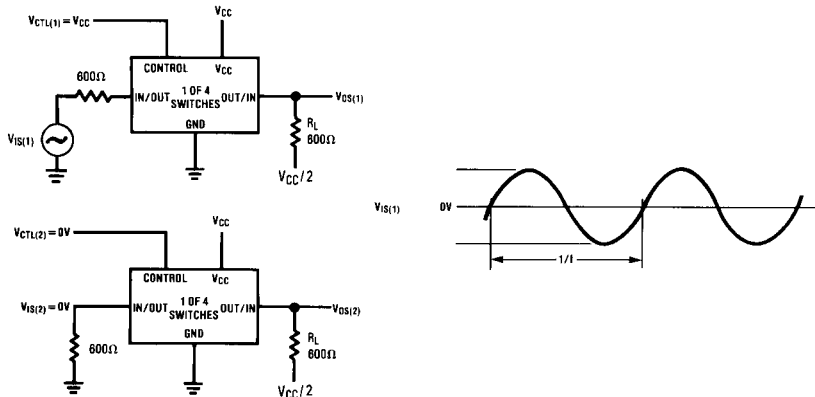 VCTL(1) = VCC
VCC
CONTROL VCC
600Ω
IN/OUT 1 OF 4 SWITCHES OUT/IN
GND
VIS(1)
VOS(1)
RL
600Ω
VCC/2
VCTL(2) = 0V
VCC
CONTROL VCC
VIS(2) = 0V
IN/OUT 1 OF 4 SWITCHES OUT/IN
GND
600Ω
VOS(2)
RL
600Ω
VCC/2
VIS(1) 0V
1/f